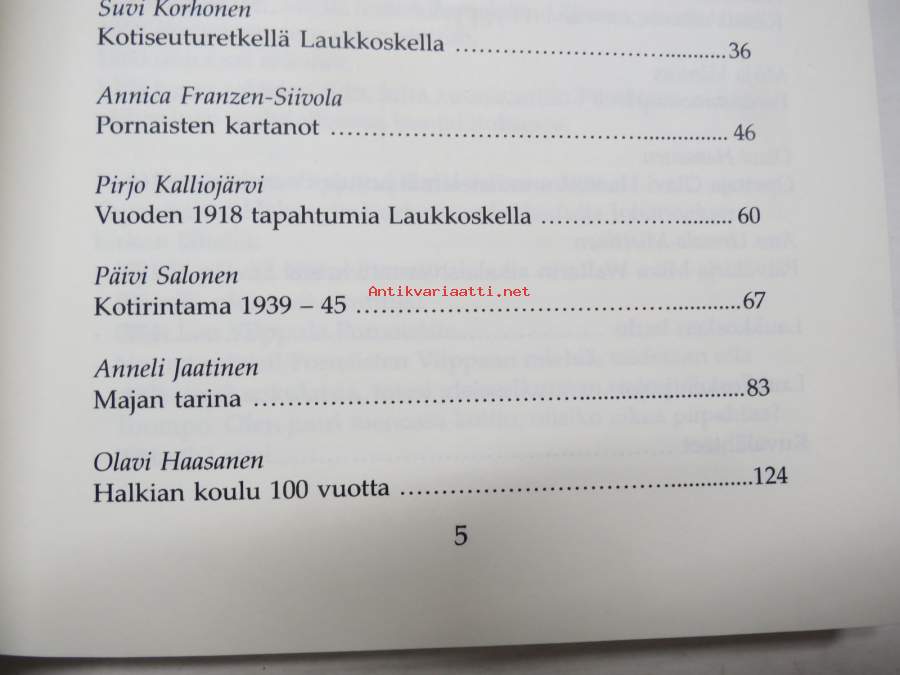 Suvi Korhonen
Kotiseuturetkellä Laukkoskella ........................................36
Annica Franzen-Siivola
Pornaisten kartanot ........................................................ 46
Pirjo Kalliojärvi
Vuoden 1918 tapahtumia Laukkoskella ............................. 60
Antikvariaatti.net
Päivi Salonen
Kotirintama 1939 – 45 ......................................................67
Anneli Jaatinen
Majan tarina .....................................................................83
Olavi Haasanen
Halkian koulu 100 vuotta ................................................124
5